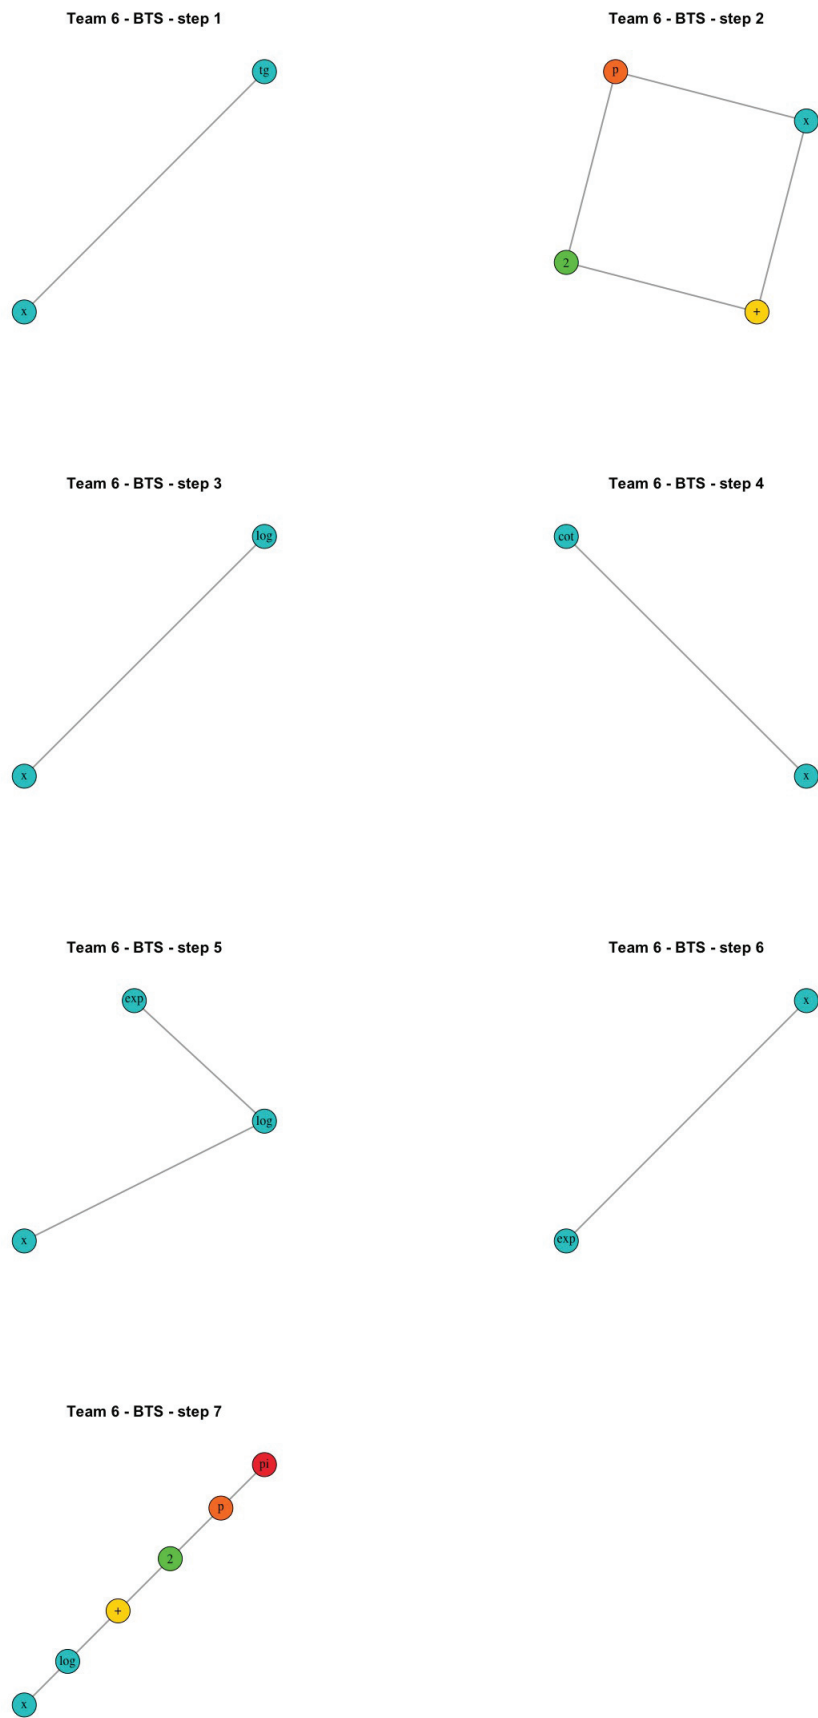 Team 6 - BTS - step 1
tg
x
Team 6 - BTS - step 2
p
x
2
+
Team 6 - BTS - step 3
log
x
Team 6 - BTS - step 4
cot
x
Team 6 - BTS - step 5
exp
log
x
Team 6 - BTS - step 6
x
exp
Team 6 - BTS - step 7
pi
p
2
+
log
x